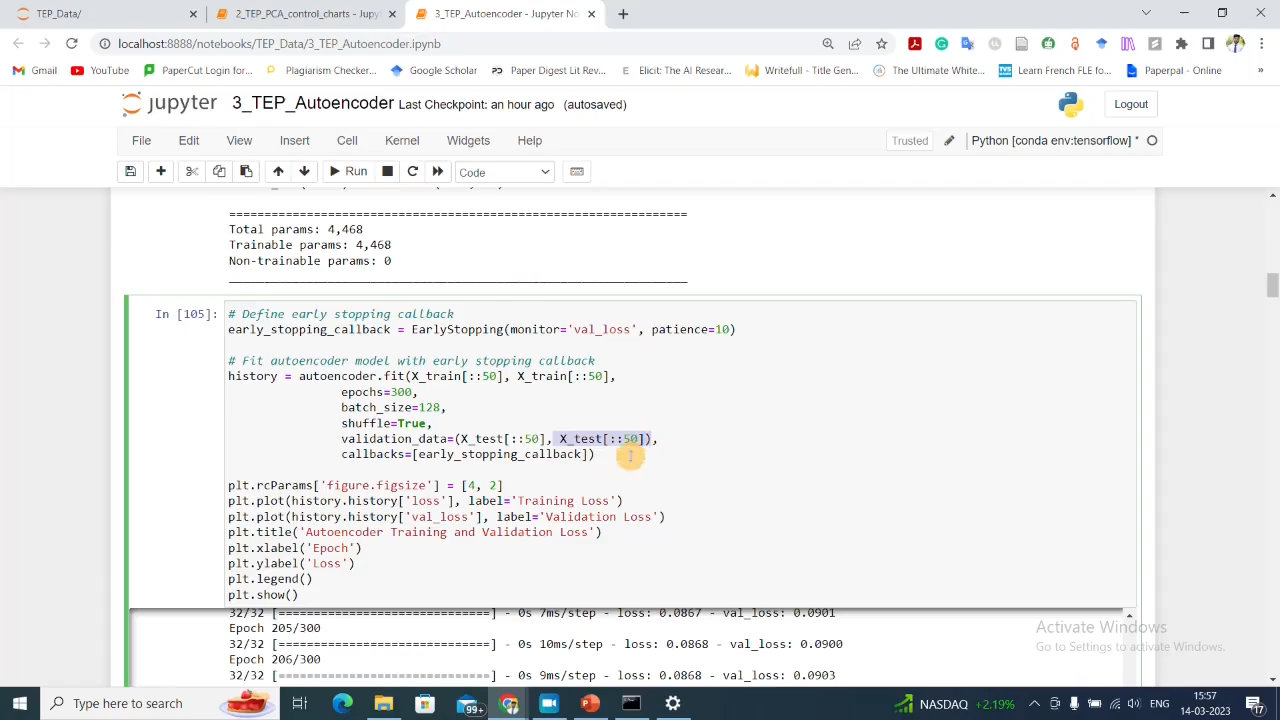 TEP_Data/
2_TEP_PCA_control_charts - Jupyt
3_TEP_Autoencoder - Jupyter No
localhost:8888/notebooks/TEP_Data/3_TEP_Autoencoder.ipynb
Gmail
YouTube
PaperCut Login for...
Plagiarism Checker...
Google Scholar
Paper Digest Lit Rev...
Elicit: The AI Resear...
Writefull - Title Gen...
The Ultimate White...
Learn French FLE fo...
Paperpal - Online
»
jupyter 3_TEP_Autoencoder Last Checkpoint: an hour ago (autosaved)
Logout
File Edit View Insert Cell Kernel Widgets Help
Trusted
Python [conda env:tensorflow] *
Run
Code
=================================================================
Total params: 4,468
Trainable params: 4,468
Non-trainable params: 0
_________________________________________________________________
In [105]:
# Define early stopping callback
early_stopping_callback = EarlyStopping(monitor='val_loss', patience=10)
# Fit autoencoder model with early stopping callback
history = autoencoder.fit(X_train[::50], X_train[::50],
epochs=300,
batch_size=128,
shuffle=True,
validation_data=(X_test[::50], X_test[::50]),
callbacks=[early_stopping_callback])
plt.rcParams['figure.figsize'] = [4, 2]
plt.plot(history.history['loss'], label='Training Loss')
plt.plot(history.history['val_loss'], label='Validation Loss')
plt.title('Autoencoder Training and Validation Loss')
plt.xlabel('Epoch')
plt.ylabel('Loss')
plt.legend()
plt.show()
32/32 [==============================] - 0s 7ms/step - loss: 0.0867 - val_loss: 0.0901
Epoch 205/300
32/32 [==============================] - 0s 10ms/step - loss: 0.0868 - val_loss: 0.0900
Epoch 206/300
32/32 [==============================] - 0s 9ms/step - loss: 0.0868 - val_loss: 0.0903
Activate Windows
Go to Settings to activate Windows.
Type here to search
99+
NASDAQ +2.19%
ENG
15:57
14-03-2023